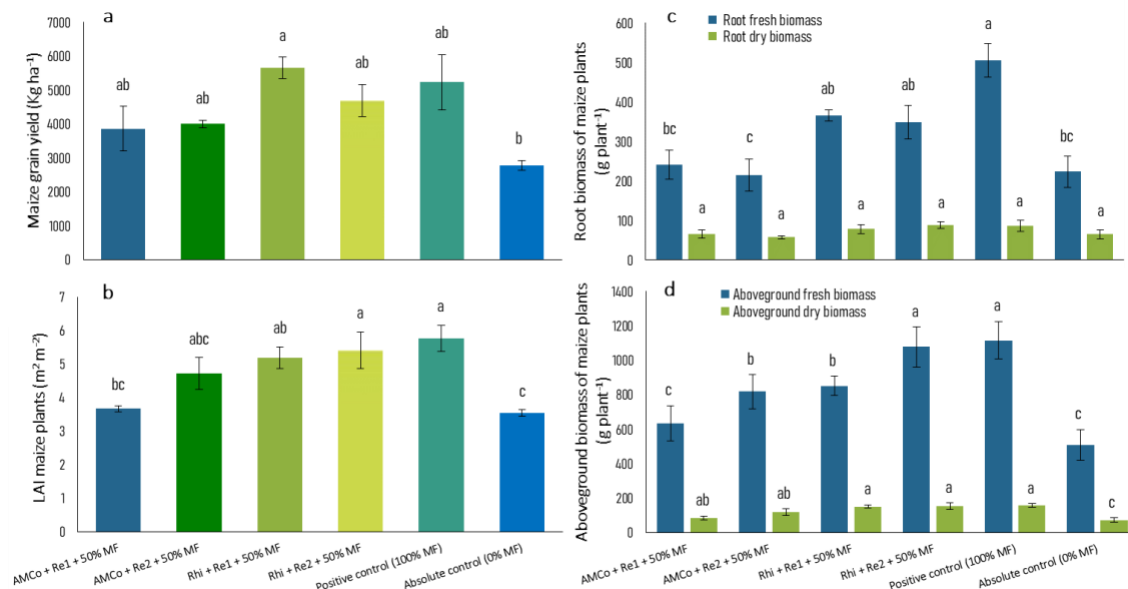 a
Maize grain yield (Kg ha⁻¹)
7000
6000
5000
4000
3000
2000
1000
0
ab
ab
a
ab
ab
b
b
LAI maize plants (m² m⁻²)
7
6
5
4
3
2
1
0
bc
abc
ab
a
a
c
AMCo + Re1 + 50% MF
AMCo + Re2 + 50% MF
Rhi + Re1 + 50% MF
Rhi + Re2 + 50% MF
Positive control (100% MF)
Absolute control (0% MF)
c
Root fresh biomass
Root dry biomass
Root biomass of maize plants
(g plant⁻¹)
600
500
400
300
200
100
0
bc
a
c
a
ab
a
ab
a
a
a
bc
a
d
Aboveground fresh biomass
Aboveground dry biomass
Aboveground biomass of maize plants
(g plant⁻¹)
1400
1200
1000
800
600
400
200
0
c
ab
b
ab
b
a
a
a
a
a
c
c
AMCo + Re1 + 50% MF
AMCo + Re2 + 50% MF
Rhi + Re1 + 50% MF
Rhi + Re2 + 50% MF
Positive control (100% MF)
Absolute control (0% MF)